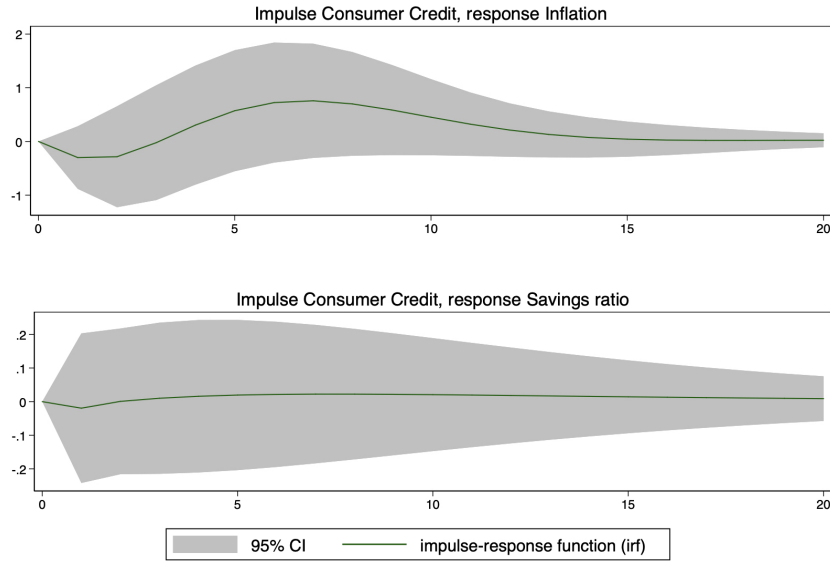 Impulse Consumer Credit, response Inflation
2
1
0
-1
0 5 10 15 20
Impulse Consumer Credit, response Savings ratio
.2
.1
0
-.1
-.2
0 5 10 15 20
95% CI impulse-response function (irf)